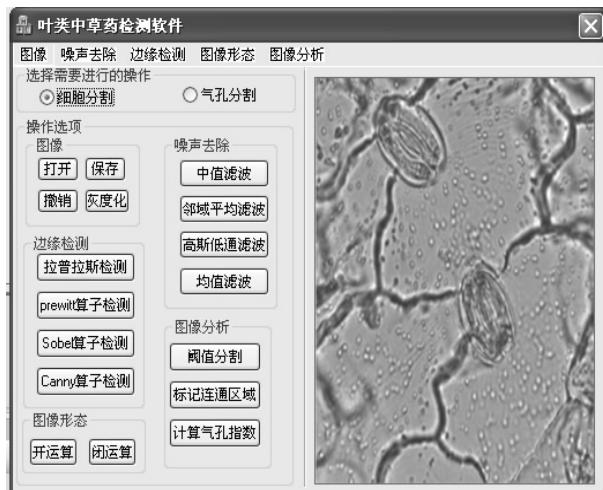 叶类中草药检测软件
图像 噪声去除 边缘检测 图像形态 图像分析
选择需要进行的操作
细胞分割 气孔分割
操作选项
图像
打开 保存
撤销 灰度化
噪声去除
中值滤波
邻域平均滤波
高斯低通滤波
均值滤波
边缘检测
拉普拉斯检测
prewitt算子检测
Sobel算子检测
Canny算子检测
图像分析
阈值分割
标记连通区域
计算气孔指数
图像形态
开运算 闭运算